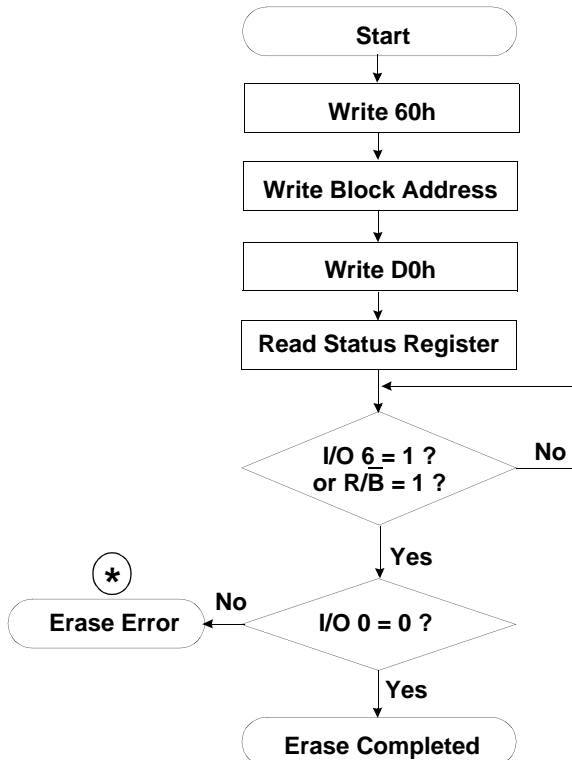 Start
Write 60h
Write Block Address
Write D0h
Read Status Register
I/O 6 = 1 ?
or R/B̅ = 1 ?
No
Yes
*
No
Erase Error
I/O 0 = 0 ?
Yes
Erase Completed